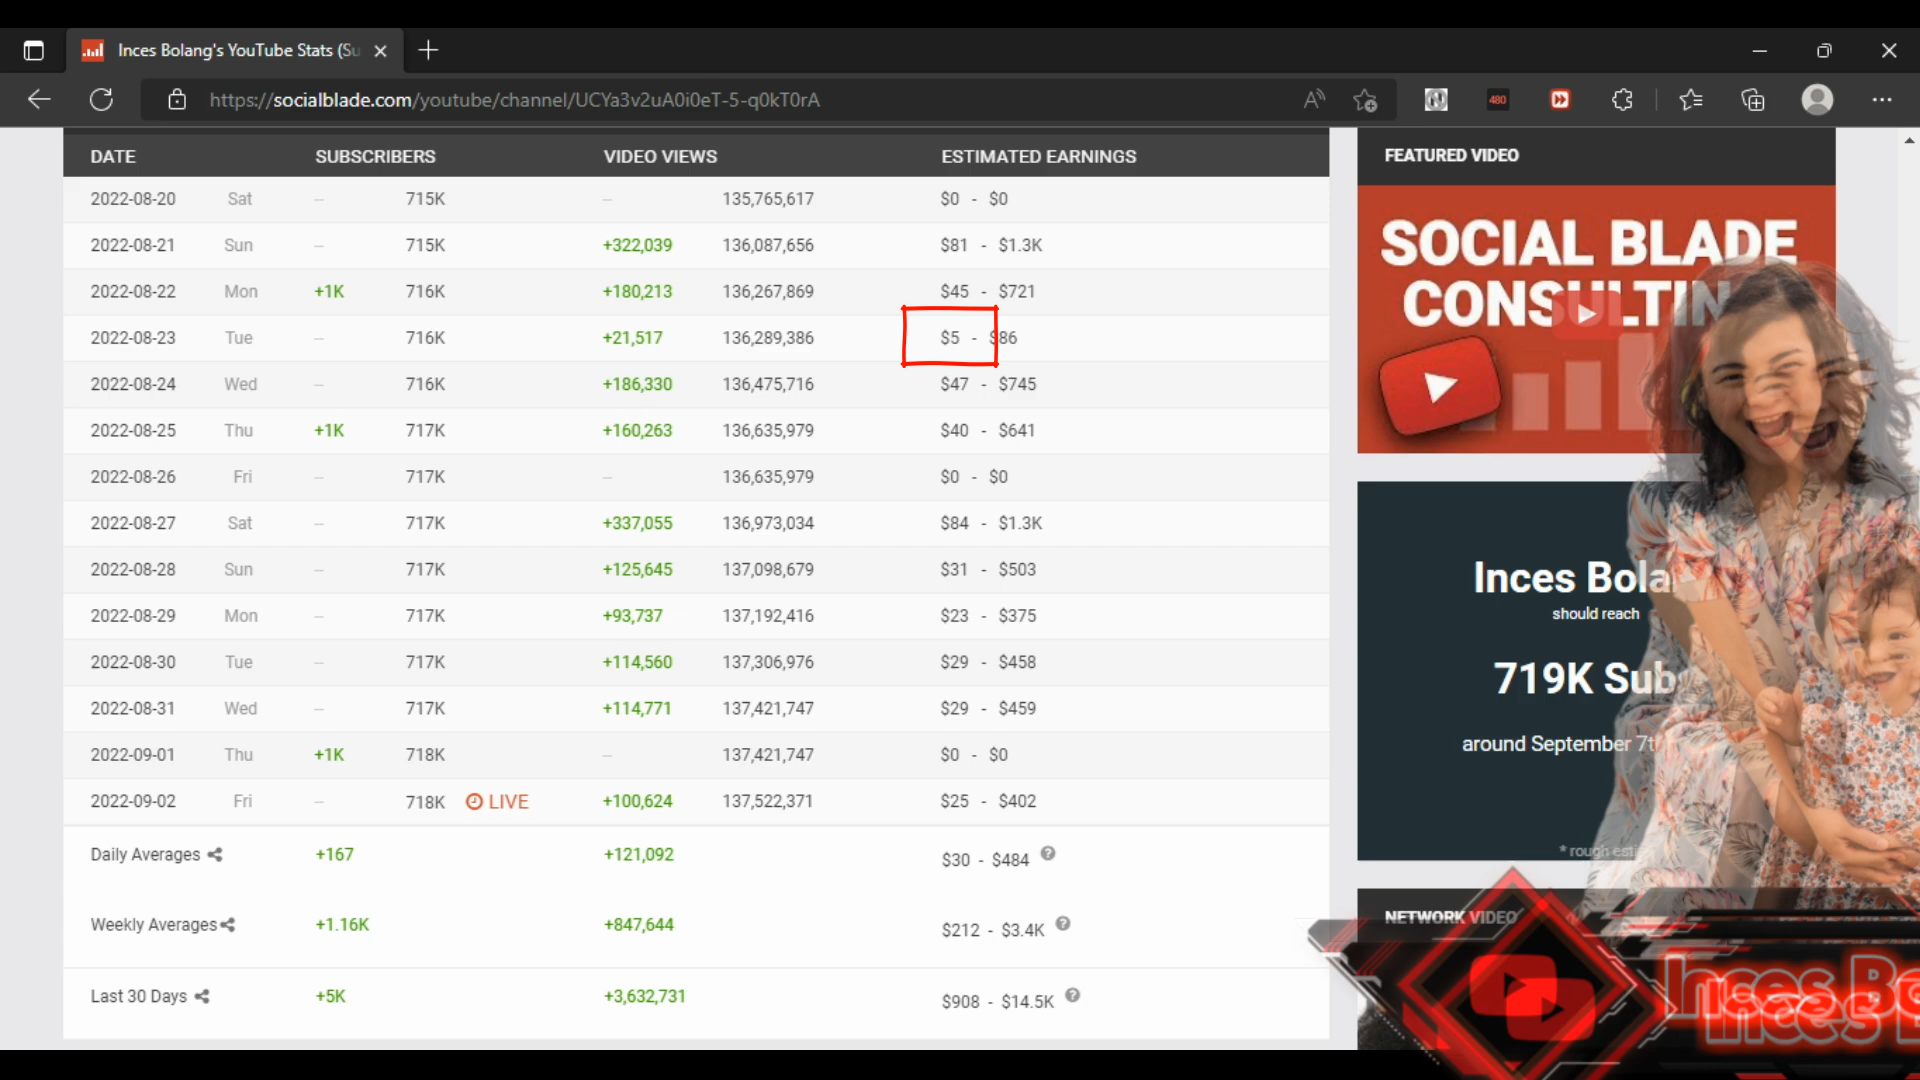 Inces Bolang's YouTube Stats (Su
https://socialblade.com/youtube/channel/UCYa3v2uA0i0eT-5-q0kT0rA
480
DATE SUBSCRIBERS VIDEO VIEWS ESTIMATED EARNINGS
2022-08-20 Sat – 715K – 135,765,617 $0 - $0
2022-08-21 Sun – 715K +322,039 136,087,656 $81 - $1.3K
2022-08-22 Mon +1K 716K +180,213 136,267,869 $45 - $721
2022-08-23 Tue – 716K +21,517 136,289,386 $5 - $86
2022-08-24 Wed – 716K +186,330 136,475,716 $47 - $745
2022-08-25 Thu +1K 717K +160,263 136,635,979 $40 - $641
2022-08-26 Fri – 717K – 136,635,979 $0 - $0
2022-08-27 Sat – 717K +337,055 136,973,034 $84 - $1.3K
2022-08-28 Sun – 717K +125,645 137,098,679 $31 - $503
2022-08-29 Mon – 717K +93,737 137,192,416 $23 - $375
2022-08-30 Tue – 717K +114,560 137,306,976 $29 - $458
2022-08-31 Wed – 717K +114,771 137,421,747 $29 - $459
2022-09-01 Thu +1K 718K – 137,421,747 $0 - $0
2022-09-02 Fri – 718K LIVE +100,624 137,522,371 $25 - $402
Daily Averages +167 +121,092 $30 - $484
Weekly Averages +1.16K +847,644 $212 - $3.4K
Last 30 Days +5K +3,632,731 $908 - $14.5K
FEATURED VIDEO
SOCIAL BLADE
CONSULTIN
Inces Bola
should reach
719K Sub
around September 7t
* rough esti
NETWORK VIDEO
Inces Bo